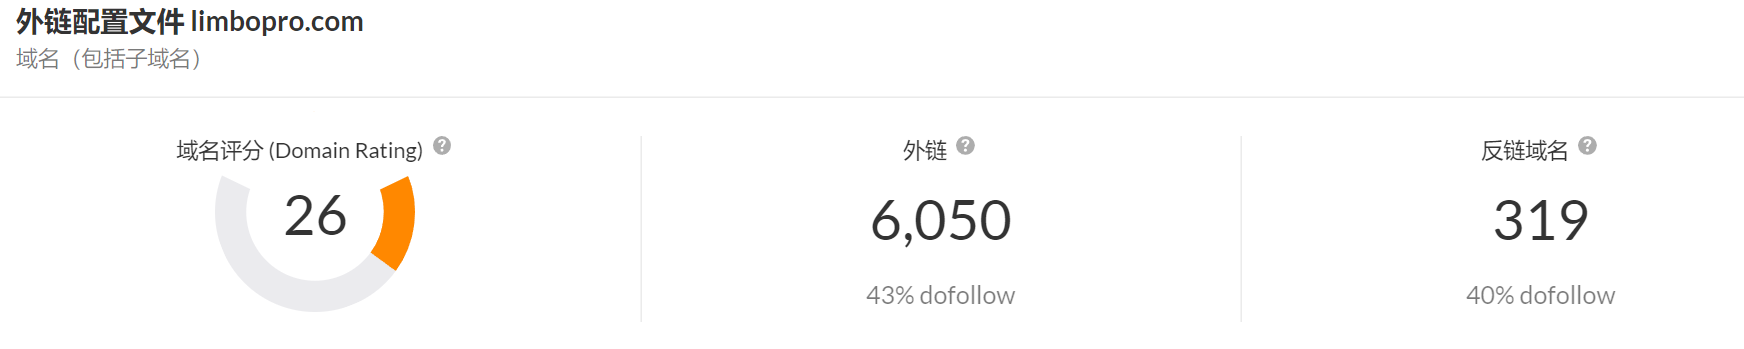 外链配置文件 limbopro.com
域名（包括子域名）
域名评分 (Domain Rating) ?
26
外链 ?
6,050
43% dofollow
反链域名 ?
319
40% dofollow